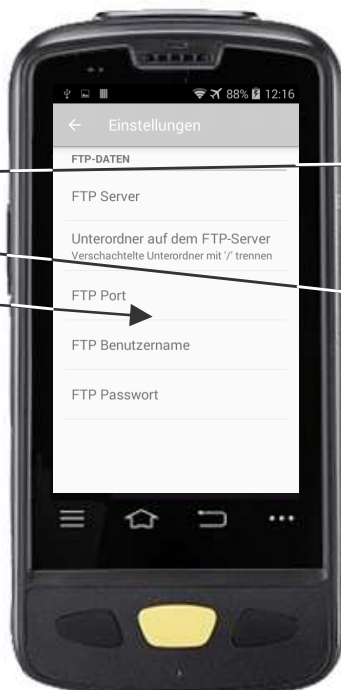 88% 12:16
Einstellungen
FTP-DATEN
FTP Server
Unterordner auf dem FTP-Server
Verschachtelte Unterordner mit '/' trennen
FTP Port
FTP Benutzername
FTP Passwort